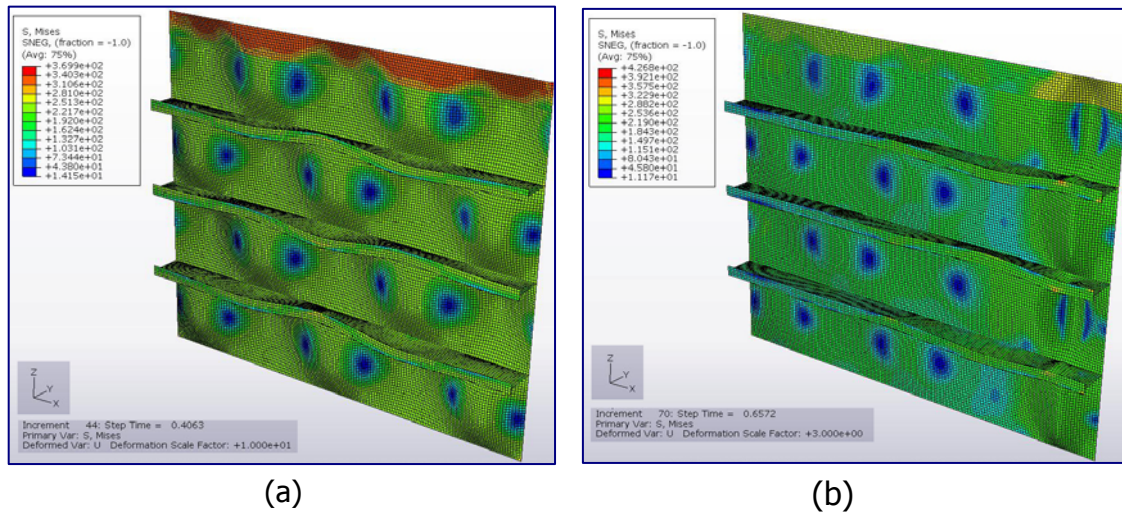 S, Mises
SNEG, (fraction = -1.0)
(Avg: 75%)
+3.699e+02
+3.403e+02
+3.106e+02
+2.810e+02
+2.513e+02
+2.217e+02
+1.920e+02
+1.624e+02
+1.327e+02
+1.031e+02
+7.344e+01
+4.380e+01
+1.415e+01
Z
Y
X
Increment 44: Step Time = 0.4063
Primary Var: S, Mises
Deformed Var: U Deformation Scale Factor: +1.000e+01
(a)
S, Mises
SNEG, (fraction = -1.0)
(Avg: 75%)
+4.268e+02
+3.921e+02
+3.575e+02
+3.229e+02
+2.882e+02
+2.536e+02
+2.190e+02
+1.843e+02
+1.497e+02
+1.151e+02
+8.043e+01
+4.580e+01
+1.117e+01
Z
Y
X
Increment 70: Step Time = 0.6572
Primary Var: S, Mises
Deformed Var: U Deformation Scale Factor: +3.000e+00
(b)